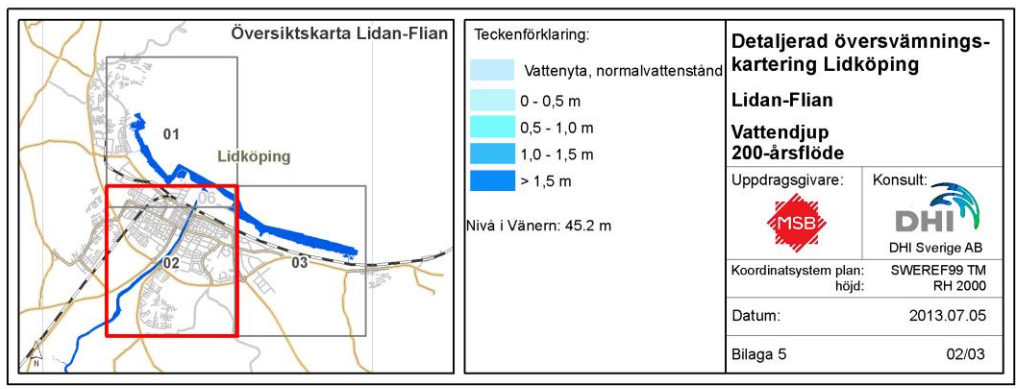 Översiktskarta Lidan-Flian
01
Lidköping
06
02
03
N
Teckenförklaring:
Vattenyta, normalvattenstånd
0 - 0,5 m
0,5 - 1,0 m
1,0 - 1,5 m
> 1,5 m
Nivå i Vänern: 45.2 m
Detaljerad översvämnings-
kartering Lidköping
Lidan-Flian
Vattendjup
200-årsflöde
Uppdragsgivare:
MSB
Konsult:
DHI
DHI Sverige AB
Koordinatsystem plan: SWEREF99 TM
höjd: RH 2000
Datum: 2013.07.05
Bilaga 5 02/03